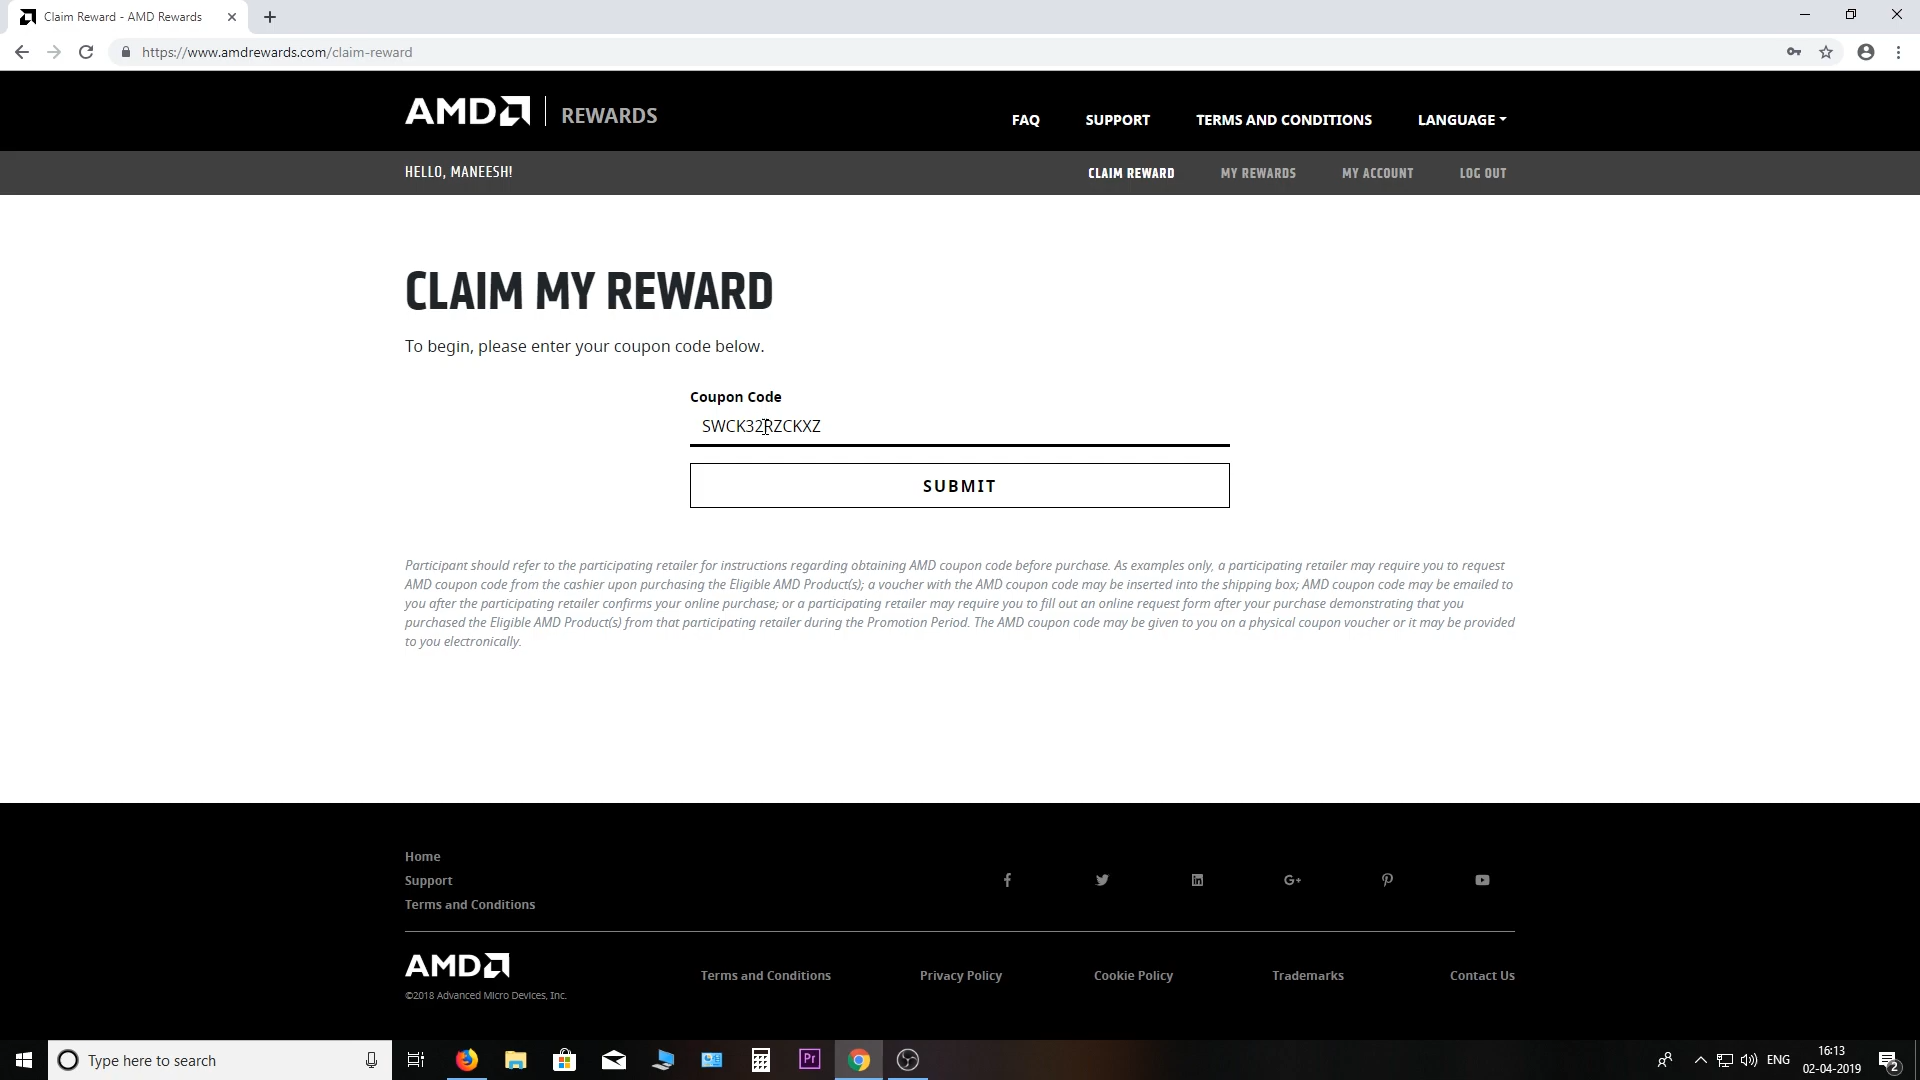 Claim Reward - AMD Rewards
https://www.amdrewards.com/claim-reward
AMD REWARDS
FAQ
SUPPORT
TERMS AND CONDITIONS
LANGUAGE
HELLO, MANEESH!
CLAIM REWARD
MY REWARDS
MY ACCOUNT
LOG OUT
CLAIM MY REWARD
To begin, please enter your coupon code below.
Coupon Code
SWCK32RZCKXZ
SUBMIT
Participant should refer to the participating retailer for instructions regarding obtaining AMD coupon code before purchase. As examples only, a participating retailer may require you to request
AMD coupon code from the cashier upon purchasing the Eligible AMD Product(s); a voucher with the AMD coupon code may be inserted into the shipping box; AMD coupon code may be emailed to
you after the participating retailer confirms your online purchase; or a participating retailer may require you to fill out an online request form after your purchase demonstrating that you
purchased the Eligible AMD Product(s) from that participating retailer during the Promotion Period. The AMD coupon code may be given to you on a physical coupon voucher or it may be provided
to you electronically.
Home
Support
Terms and Conditions
AMD
©2018 Advanced Micro Devices, Inc.
Terms and Conditions
Privacy Policy
Cookie Policy
Trademarks
Contact Us
Type here to search
Pr
ENG
16:13
02-04-2019
2